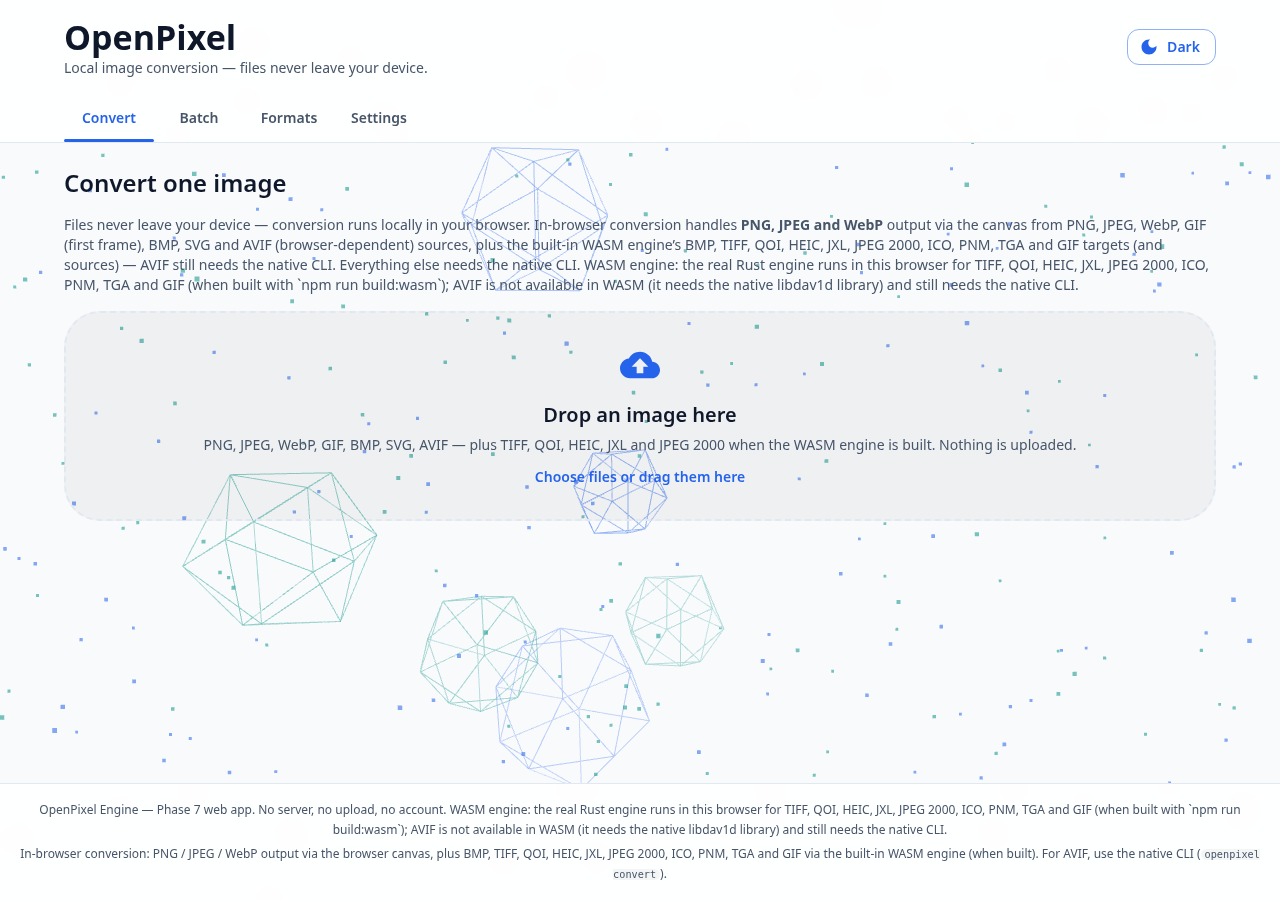 OpenPixel
Local image conversion — files never leave your device.
Dark
Convert
Batch
Formats
Settings
Convert one image
Files never leave your device — conversion runs locally in your browser. In-browser conversion handles PNG, JPEG and WebP output via the canvas from PNG, JPEG, WebP, GIF
(first frame), BMP, SVG and AVIF (browser-dependent) sources, plus the built-in WASM engine's BMP, TIFF, QOI, HEIC, JXL, JPEG 2000, ICO, PNM, TGA and GIF targets (and
sources) — AVIF still needs the native CLI. Everything else needs the native CLI. WASM engine: the real Rust engine runs in this browser for TIFF, QOI, HEIC, JXL, JPEG 2000, ICO,
PNM, TGA and GIF (when built with `npm run build:wasm`); AVIF is not available in WASM (it needs the native libdav1d library) and still needs the native CLI.
Drop an image here
PNG, JPEG, WebP, GIF, BMP, SVG, AVIF — plus TIFF, QOI, HEIC, JXL and JPEG 2000 when the WASM engine is built. Nothing is uploaded.
Choose files or drag them here
OpenPixel Engine — Phase 7 web app. No server, no upload, no account. WASM engine: the real Rust engine runs in this browser for TIFF, QOI, HEIC, JXL, JPEG 2000, ICO, PNM, TGA and GIF (when built with `npm run
build:wasm`); AVIF is not available in WASM (it needs the native libdav1d library) and still needs the native CLI.
In-browser conversion: PNG / JPEG / WebP output via the browser canvas, plus BMP, TIFF, QOI, HEIC, JXL, JPEG 2000, ICO, PNM, TGA and GIF via the built-in WASM engine (when built). For AVIF, use the native CLI ( openpixel
convert ).